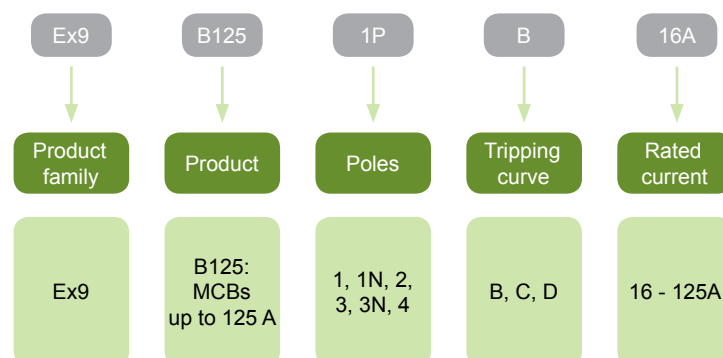 Ex9
B125
1P
B
16A
Product
family
Product
Poles
Tripping
curve
Rated
current
Ex9
B125:
MCBs
up to 125 A
1, 1N, 2,
3, 3N, 4
B, C, D
16 - 125A